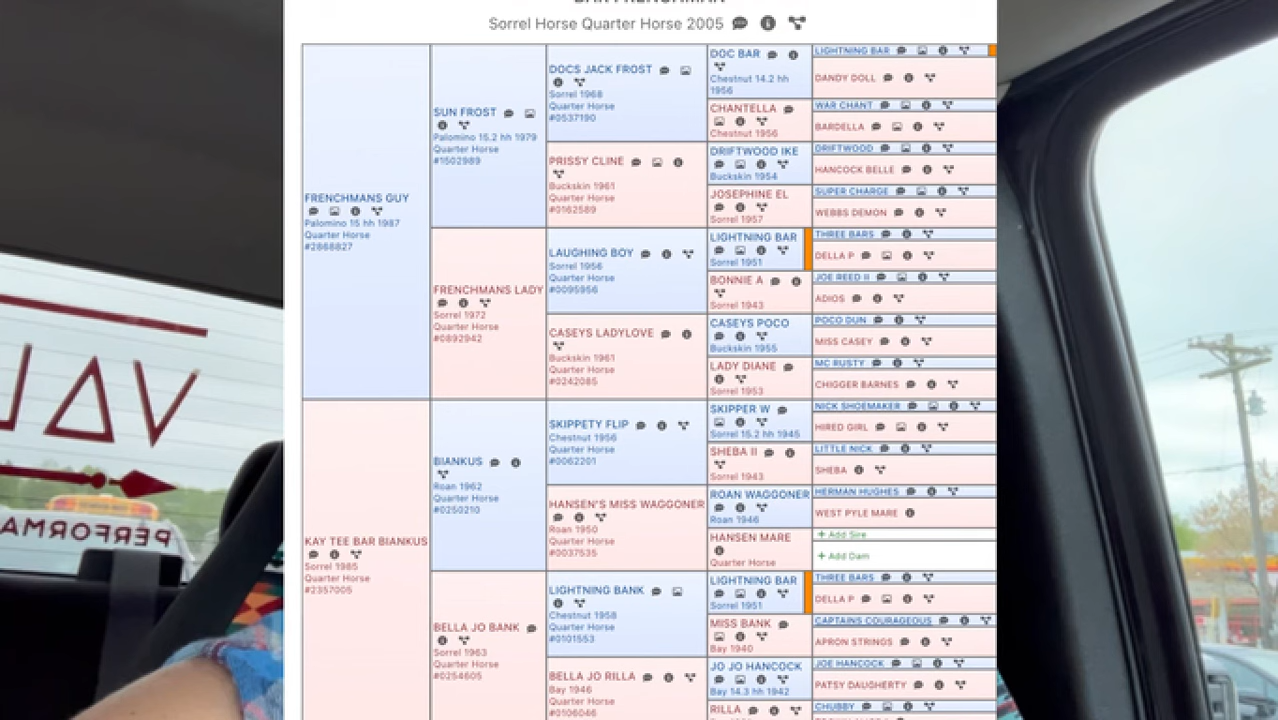 Sorrel Horse Quarter Horse 2005
FRENCHMANS GUY
Palomino 15 hh 1987
Quarter Horse
#2868827
KAY TEE BAR BIANKUS
Sorrel 1985
Quarter Horse
#2357005
SUN FROST
Palomino 15.2 hh 1979
Quarter Horse
#1502989
FRENCHMANS LADY
Sorrel 1972
Quarter Horse
#0892942
BIANKUS
Roan 1962
Quarter Horse
#0250210
BELLA JO BANK
Sorrel 1963
Quarter Horse
#0254605
DOCS JACK FROST
Sorrel 1968
Quarter Horse
#0537190
PRISSY CLINE
Buckskin 1961
Quarter Horse
#0162589
LAUGHING BOY
Sorrel 1956
Quarter Horse
#0095956
CASEYS LADYLOVE
Buckskin 1961
Quarter Horse
#0242085
SKIPPETY FLIP
Chestnut 1956
Quarter Horse
#0062201
HANSEN'S MISS WAGGONER
Roan 1950
Quarter Horse
#0037535
LIGHTNING BANK
Chestnut 1958
Quarter Horse
#0101553
BELLA JO RILLA
Bay 1946
Quarter Horse
#0106046
DOC BAR
Chestnut 14.2 hh
1956
CHANTELLA
Chestnut 1956
DRIFTWOOD IKE
Buckskin 1954
JOSEPHINE EL
Sorrel 1957
LIGHTNING BAR
Sorrel 1951
BONNIE A
Sorrel 1943
CASEYS POCO
Buckskin 1955
LADY DIANE
Sorrel 1953
SKIPPER W
Sorrel 15.2 hh 1945
SHEBA II
Sorrel 1943
ROAN WAGGONER
Roan 1946
HANSEN MARE
Quarter Horse
LIGHTNING BAR
Sorrel 1951
MISS BANK
Bay 1940
JO JO HANCOCK
Bay 14.3 hh 1942
RILLA
LIGHTNING BAR
DANDY DOLL
WAR CHANT
BARDELLA
DRIFTWOOD
HANCOCK BELLE
SUPER CHARGE
WEBBS DEMON
THREE BARS
DELLA P
JOE REED II
ADIOS
POCO DUN
MISS CASEY
MC RUSTY
CHIGGER BARNES
NICK SHOEMAKER
HIRED GIRL
LITTLE NICK
SHEBA
HERMAN HUGHES
WEST PYLE MARE
+ Add Sire
+ Add Dam
THREE BARS
DELLA P
CAPTAINS COURAGEOUS
APRON STRINGS
JOE HANCOCK
PATSY DAUGHERTY
CHUBBY
PERFORMA